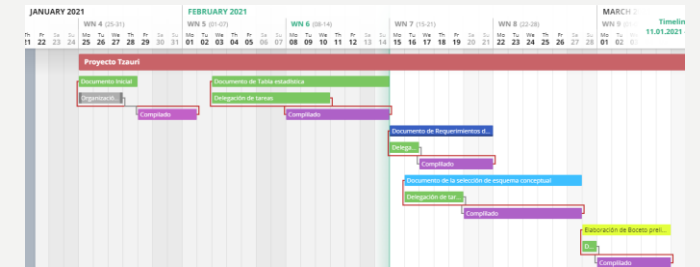 JANUARY 2021 FEBRUARY 2021 MARCH 2
WN 4 (25-31) WN 5 (01-07) WN 6 (08-14) WN 7 (15-21) WN 8 (22-28) WN 9 Timelin
11.01.2021 -
Th Fr Sa Su Mo Tu We Th Fr Sa Su Mo Tu We Th Fr Sa Su Mo Tu We Th Fr Sa Su Mo Tu We Th Fr Sa Su Mo Tu We Th Fr Sa Su Mo Tu
21 22 23 24 25 26 27 28 29 30 31 01 02 03 04 05 06 07 08 09 10 11 12 13 14 15 16 17 18 19 20 21 22 23 24 25 26 27 28 01 02
Proyecto Tzauri
Documento Inicial Documento de Tabla estadística
Organizació... Delegación de tareas
Compilado Compilado
Documento de Requerimientos d...
Delega...
Compilado
Documento de la selección de esquema conceptual
Delegación de tar...
Compilado
Elaboración de Boceto preli...
D...
Compilado